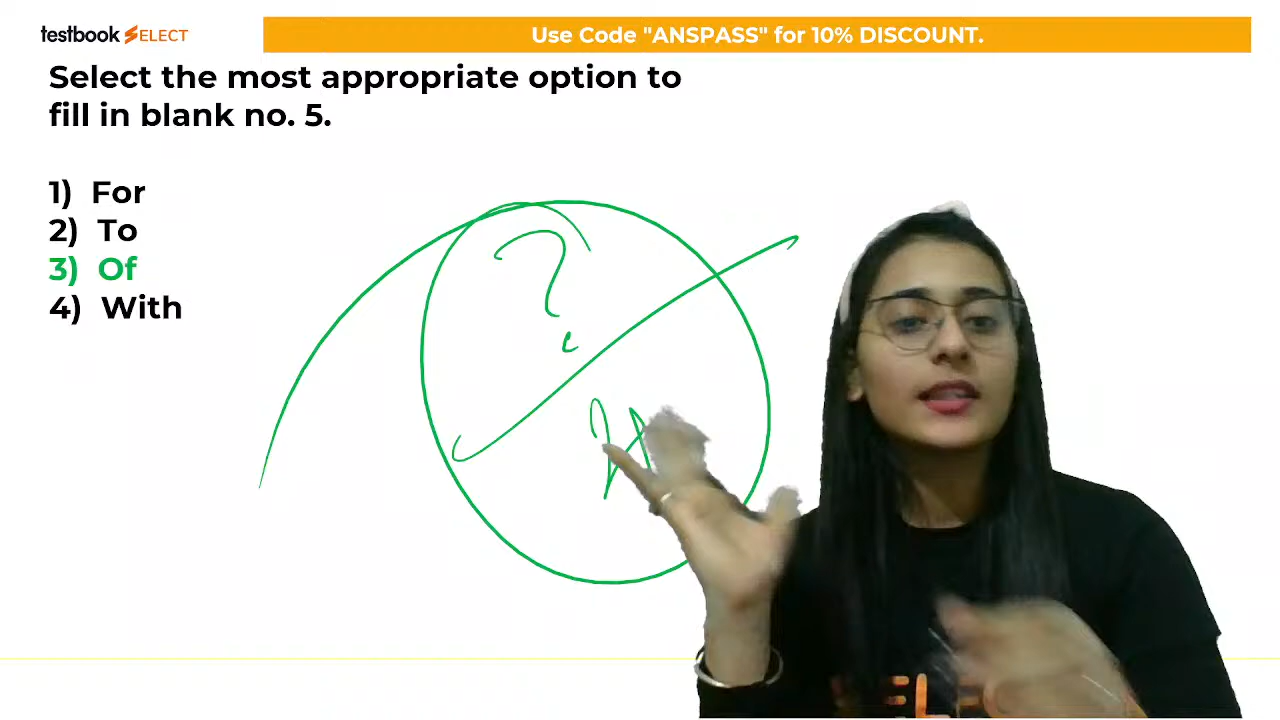 testbook SELECT
Use Code "ANSPASS" for 10% DISCOUNT.
Select the most appropriate option to
fill in blank no. 5.
1) For
2) To
3) Of
4) With
?